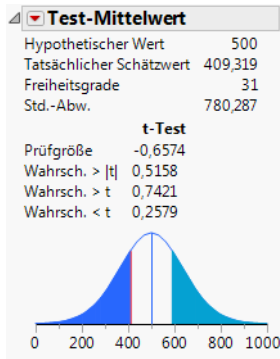 Test-Mittelwert
Hypothetischer Wert 500
Tatsächlicher Schätzwert 409,319
Freiheitsgrade 31
Std.-Abw. 780,287
t-Test
Prüfgröße -0,6574
Wahrsch. > |t| 0,5158
Wahrsch. > t 0,7421
Wahrsch. < t 0,2579
0 200 400 600 800 1000